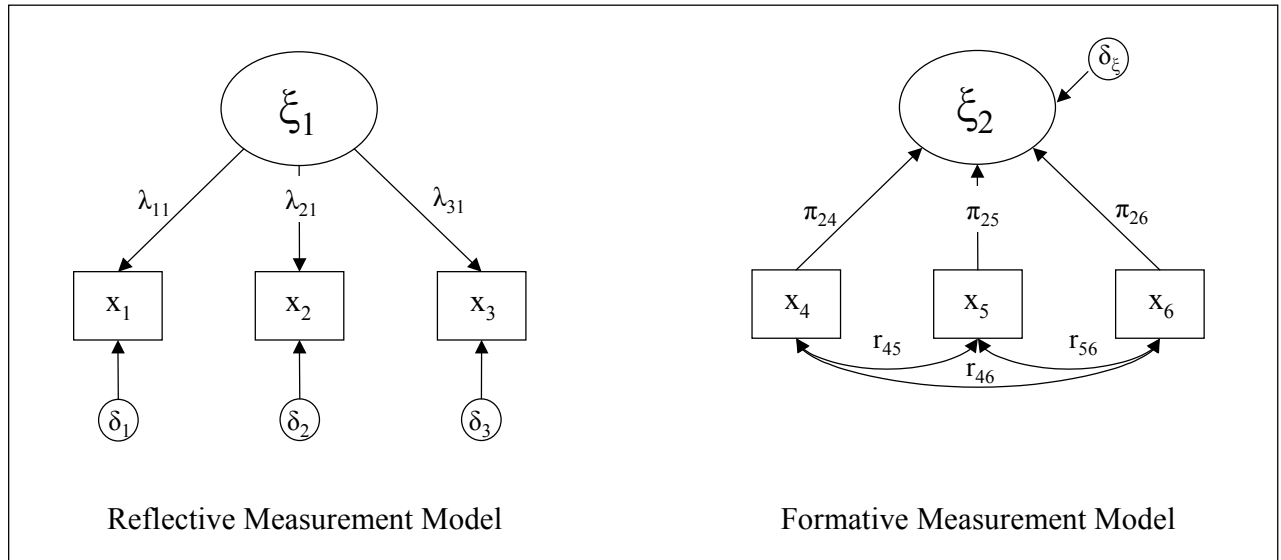 ξ₁
λ₁₁
λ₂₁
λ₃₁
x₁
x₂
x₃
δ₁
δ₂
δ₃
Reflective Measurement Model
δ_ξ
ξ₂
π₂₄
π₂₅
π₂₆
x₄
x₅
x₆
r₄₅
r₅₆
r₄₆
Formative Measurement Model